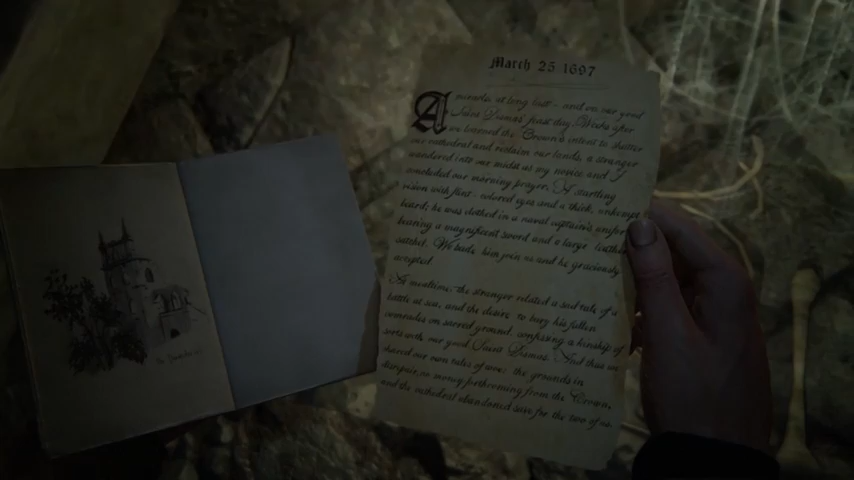 March 25 1697
A miracle, at long last - and on our good
Saint Dismas' feast day. Weeks after
we learned the Crown's intent to shutter
our cathedral and reclaim our lands, a stranger
wandered into our midst as my novice and I
concluded our morning prayer. A startling
vision with flint-colored eyes and a thick, unkempt
beard; he was clothed in a naval captain's uniform
bearing a magnificent sword and a large leather
satchel. We bade him join us and he graciously
accepted.
At mealtime, the stranger related a sad tale of a
battle at sea, and the desire to bury his fallen
comrades on sacred ground, composing a kinship of
sorts with our good Saint Dismas. And thus we
shared our own tales of woe: the grounds in
disrepair, no money forthcoming from the Crown,
and the cathedral abandoned save for the two of us.